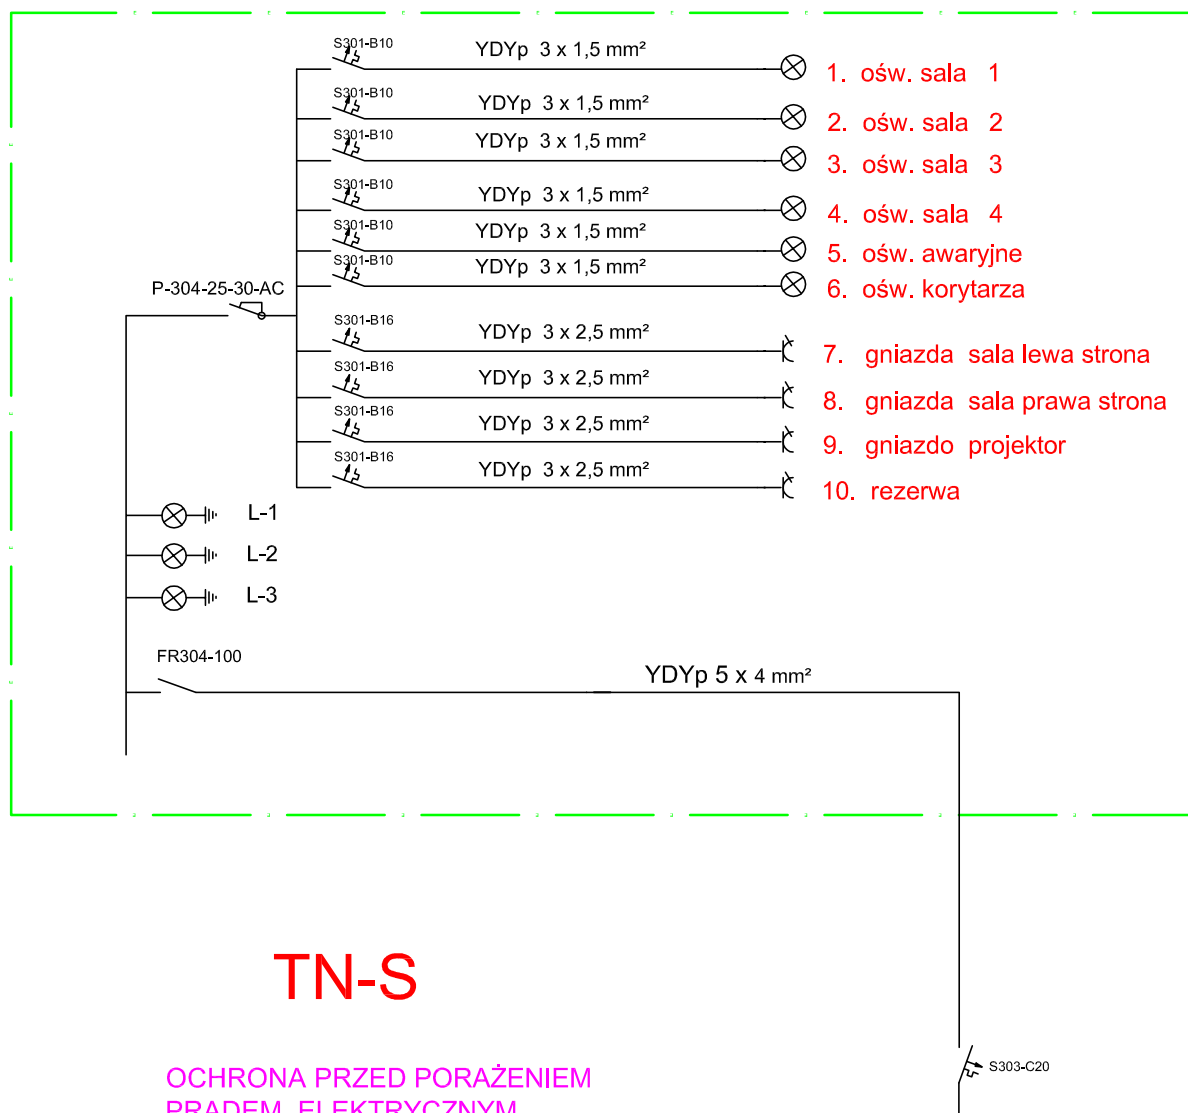 S301-B10 YDYp 3 x 1,5 mm² 1. ośw. sala 1
S301-B10 YDYp 3 x 1,5 mm² 2. ośw. sala 2
S301-B10 YDYp 3 x 1,5 mm² 3. ośw. sala 3
S301-B10 YDYp 3 x 1,5 mm² 4. ośw. sala 4
S301-B10 YDYp 3 x 1,5 mm² 5. ośw. awaryjne
S301-B10 YDYp 3 x 1,5 mm² 6. ośw. korytarza
P-304-25-30-AC
S301-B16 YDYp 3 x 2,5 mm² 7. gniazda sala lewa strona
S301-B16 YDYp 3 x 2,5 mm² 8. gniazda sala prawa strona
S301-B16 YDYp 3 x 2,5 mm² 9. gniazdo projektor
S301-B16 YDYp 3 x 2,5 mm² 10. rezerwa
L-1
L-2
L-3
FR304-100
YDYp 5 x 4 mm²
TN-S
S303-C20
OCHRONA PRZED PORAŻENIEM
PRĄDEM ELEKTRYCZNYM